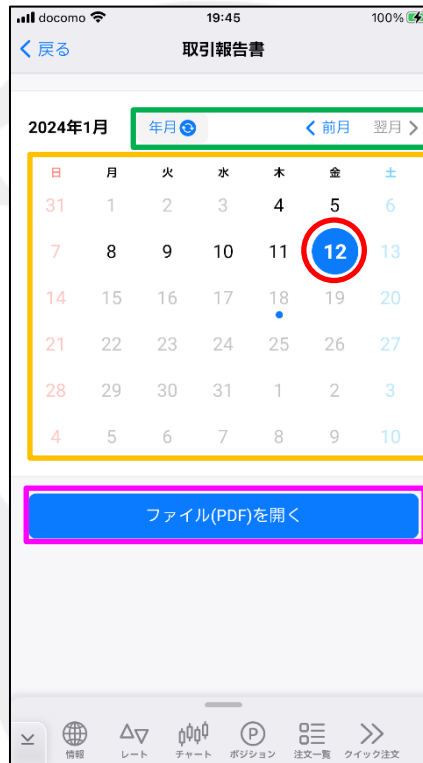 docomo 19:45 100%
戻る 取引報告書
2024年1月 年月 前月 翌月
日 月 火 水 木 金 土
31 1 2 3 4 5 6
7 8 9 10 11 12 13
14 15 16 17 18 19 20
21 22 23 24 25 26 27
28 29 30 31 1 2 3
4 5 6 7 8 9 10
ファイル(PDF)を開く
P
情報 レート チャート ポジション 注文一覧 クイック注文